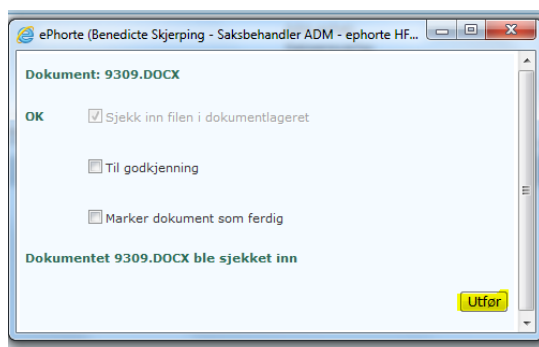 ePhorte (Benedicte Skjerping - Saksbehandler ADM - ephorte HF...
Dokument: 9309.DOCX
OK Sjekk inn filen i dokumentlageret
Til godkjenning
Marker dokument som ferdig
Dokumentet 9309.DOCX ble sjekket inn
Utfør